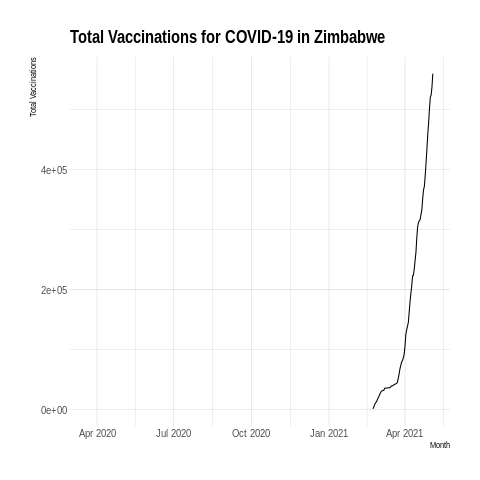 Total Vaccinations for COVID-19 in Zimbabwe
Total Vaccinations
4e+05
2e+05
0e+00
Apr 2020 Jul 2020 Oct 2020 Jan 2021 Apr 2021
Month